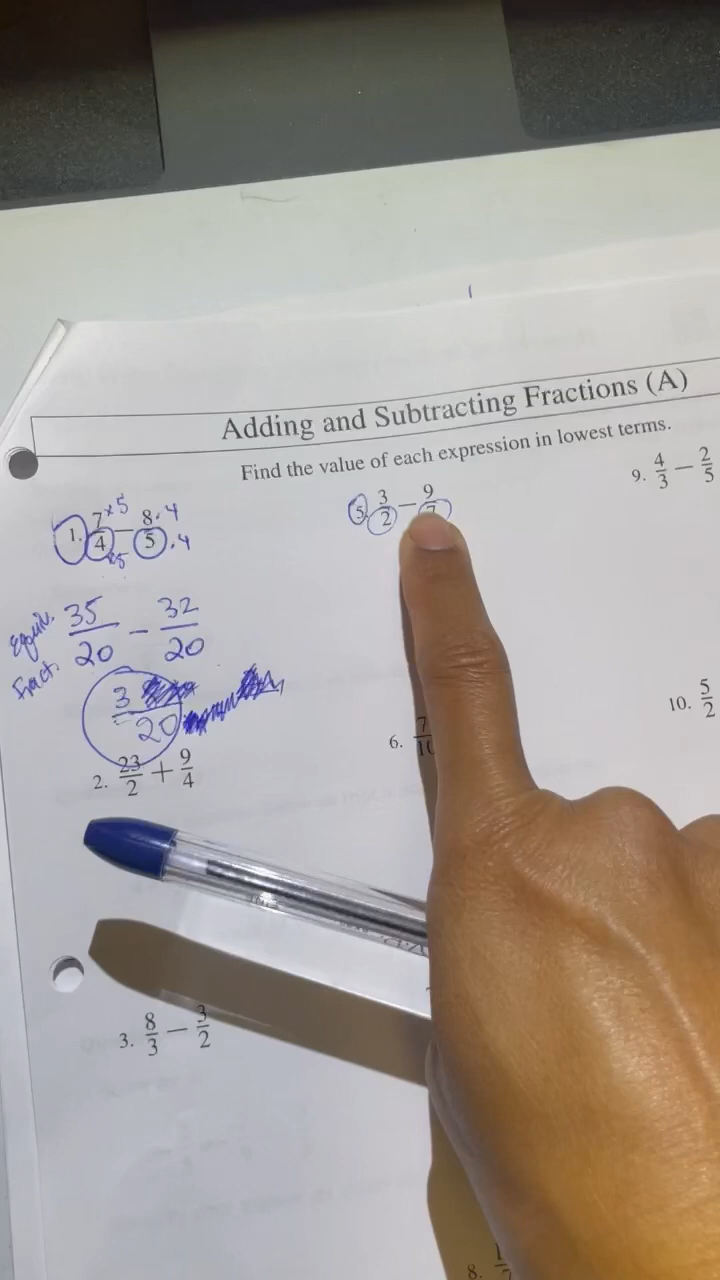 Adding and Subtracting Fractions (A)
Find the value of each expression in lowest terms.
1. 7/4 − 8/5
×5 ·4
×5 ·4
Equiv. Fract. 35/20 − 32/20
3/20
2. 23/2 + 9/4
3. 8/3 − 3/2
5. 3/2 − 9/
6. 7/10
8.
9. 4/3 − 2/5
10. 5/2